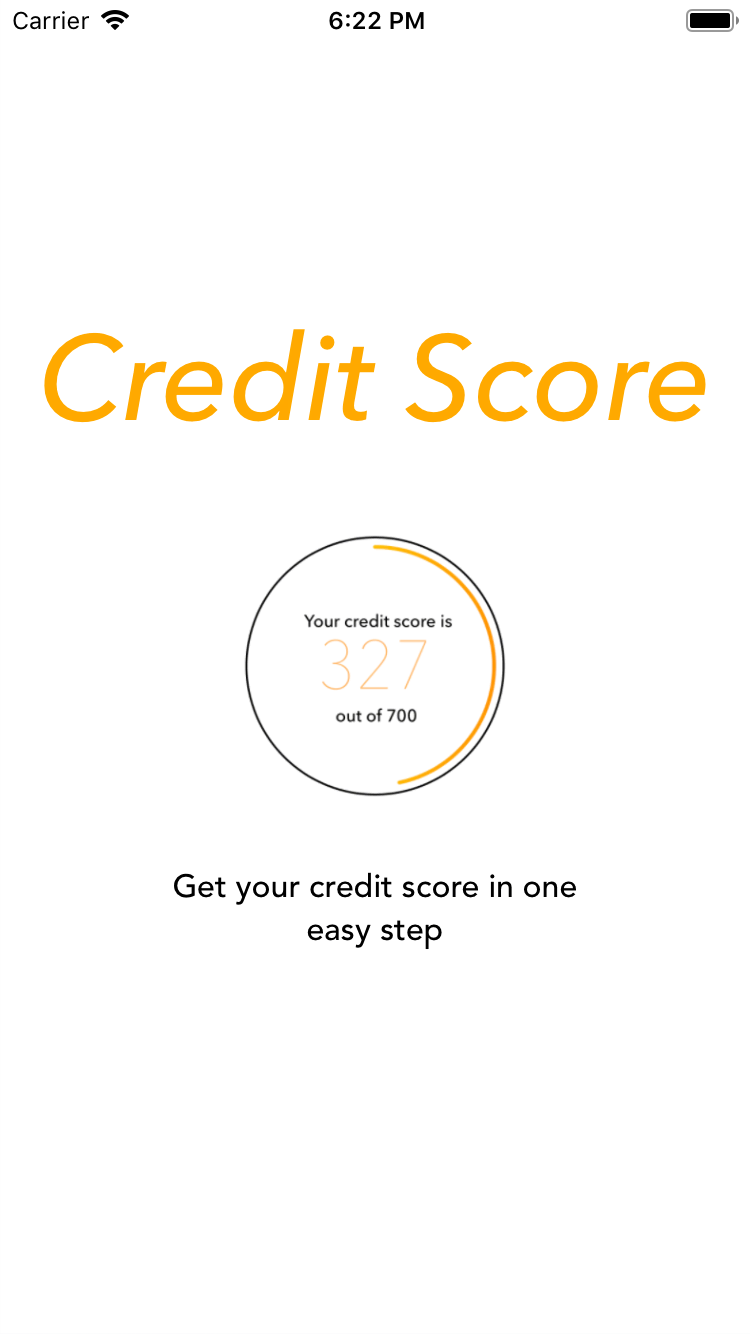 Carrier 6:22 PM
Credit Score
Your credit score is
327
out of 700
Get your credit score in one
easy step